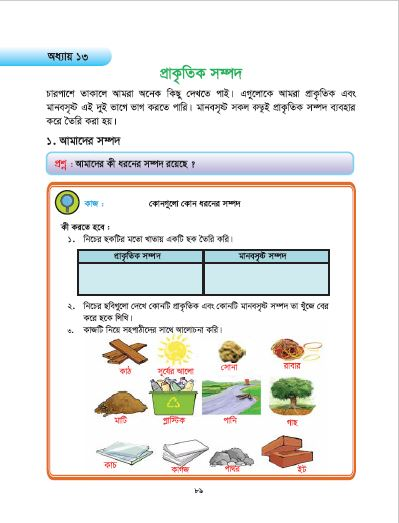 অধ্যায় ১৩
প্রাকৃতিক সম্পদ
চারপাশে তাকালে আমরা অনেক কিছু দেখতে পাই। এগুলোকে আমরা প্রাকৃতিক এবং
মানবসৃষ্ট এই দুই ভাগে ভাগ করতে পারি। মানবসৃষ্ট সকল বস্তুই প্রাকৃতিক সম্পদ ব্যবহার
করে তৈরি করা হয়।
১. আমাদের সম্পদ
প্রশ্ন : আমাদের কী ধরনের সম্পদ রয়েছে ?
কাজ : কোনগুলো কোন ধরনের সম্পদ
কী করতে হবে :
১. নিচের ছকটির মতো খাতায় একটি ছক তৈরি করি।
প্রাকৃতিক সম্পদ মানবসৃষ্ট সম্পদ
২. নিচের ছবিগুলো দেখে কোনটি প্রাকৃতিক এবং কোনটি মানবসৃষ্ট সম্পদ তা খুঁজে বের
করে ছকে লিখি।
৩. কাজটি নিয়ে সহপাঠীদের সাথে আলোচনা করি।
কাঠ সূর্যের আলো সোনা রাবার
মাটি প্লাস্টিক পানি গাছ
কাচ কাগজ পাথর ইট
৮৯